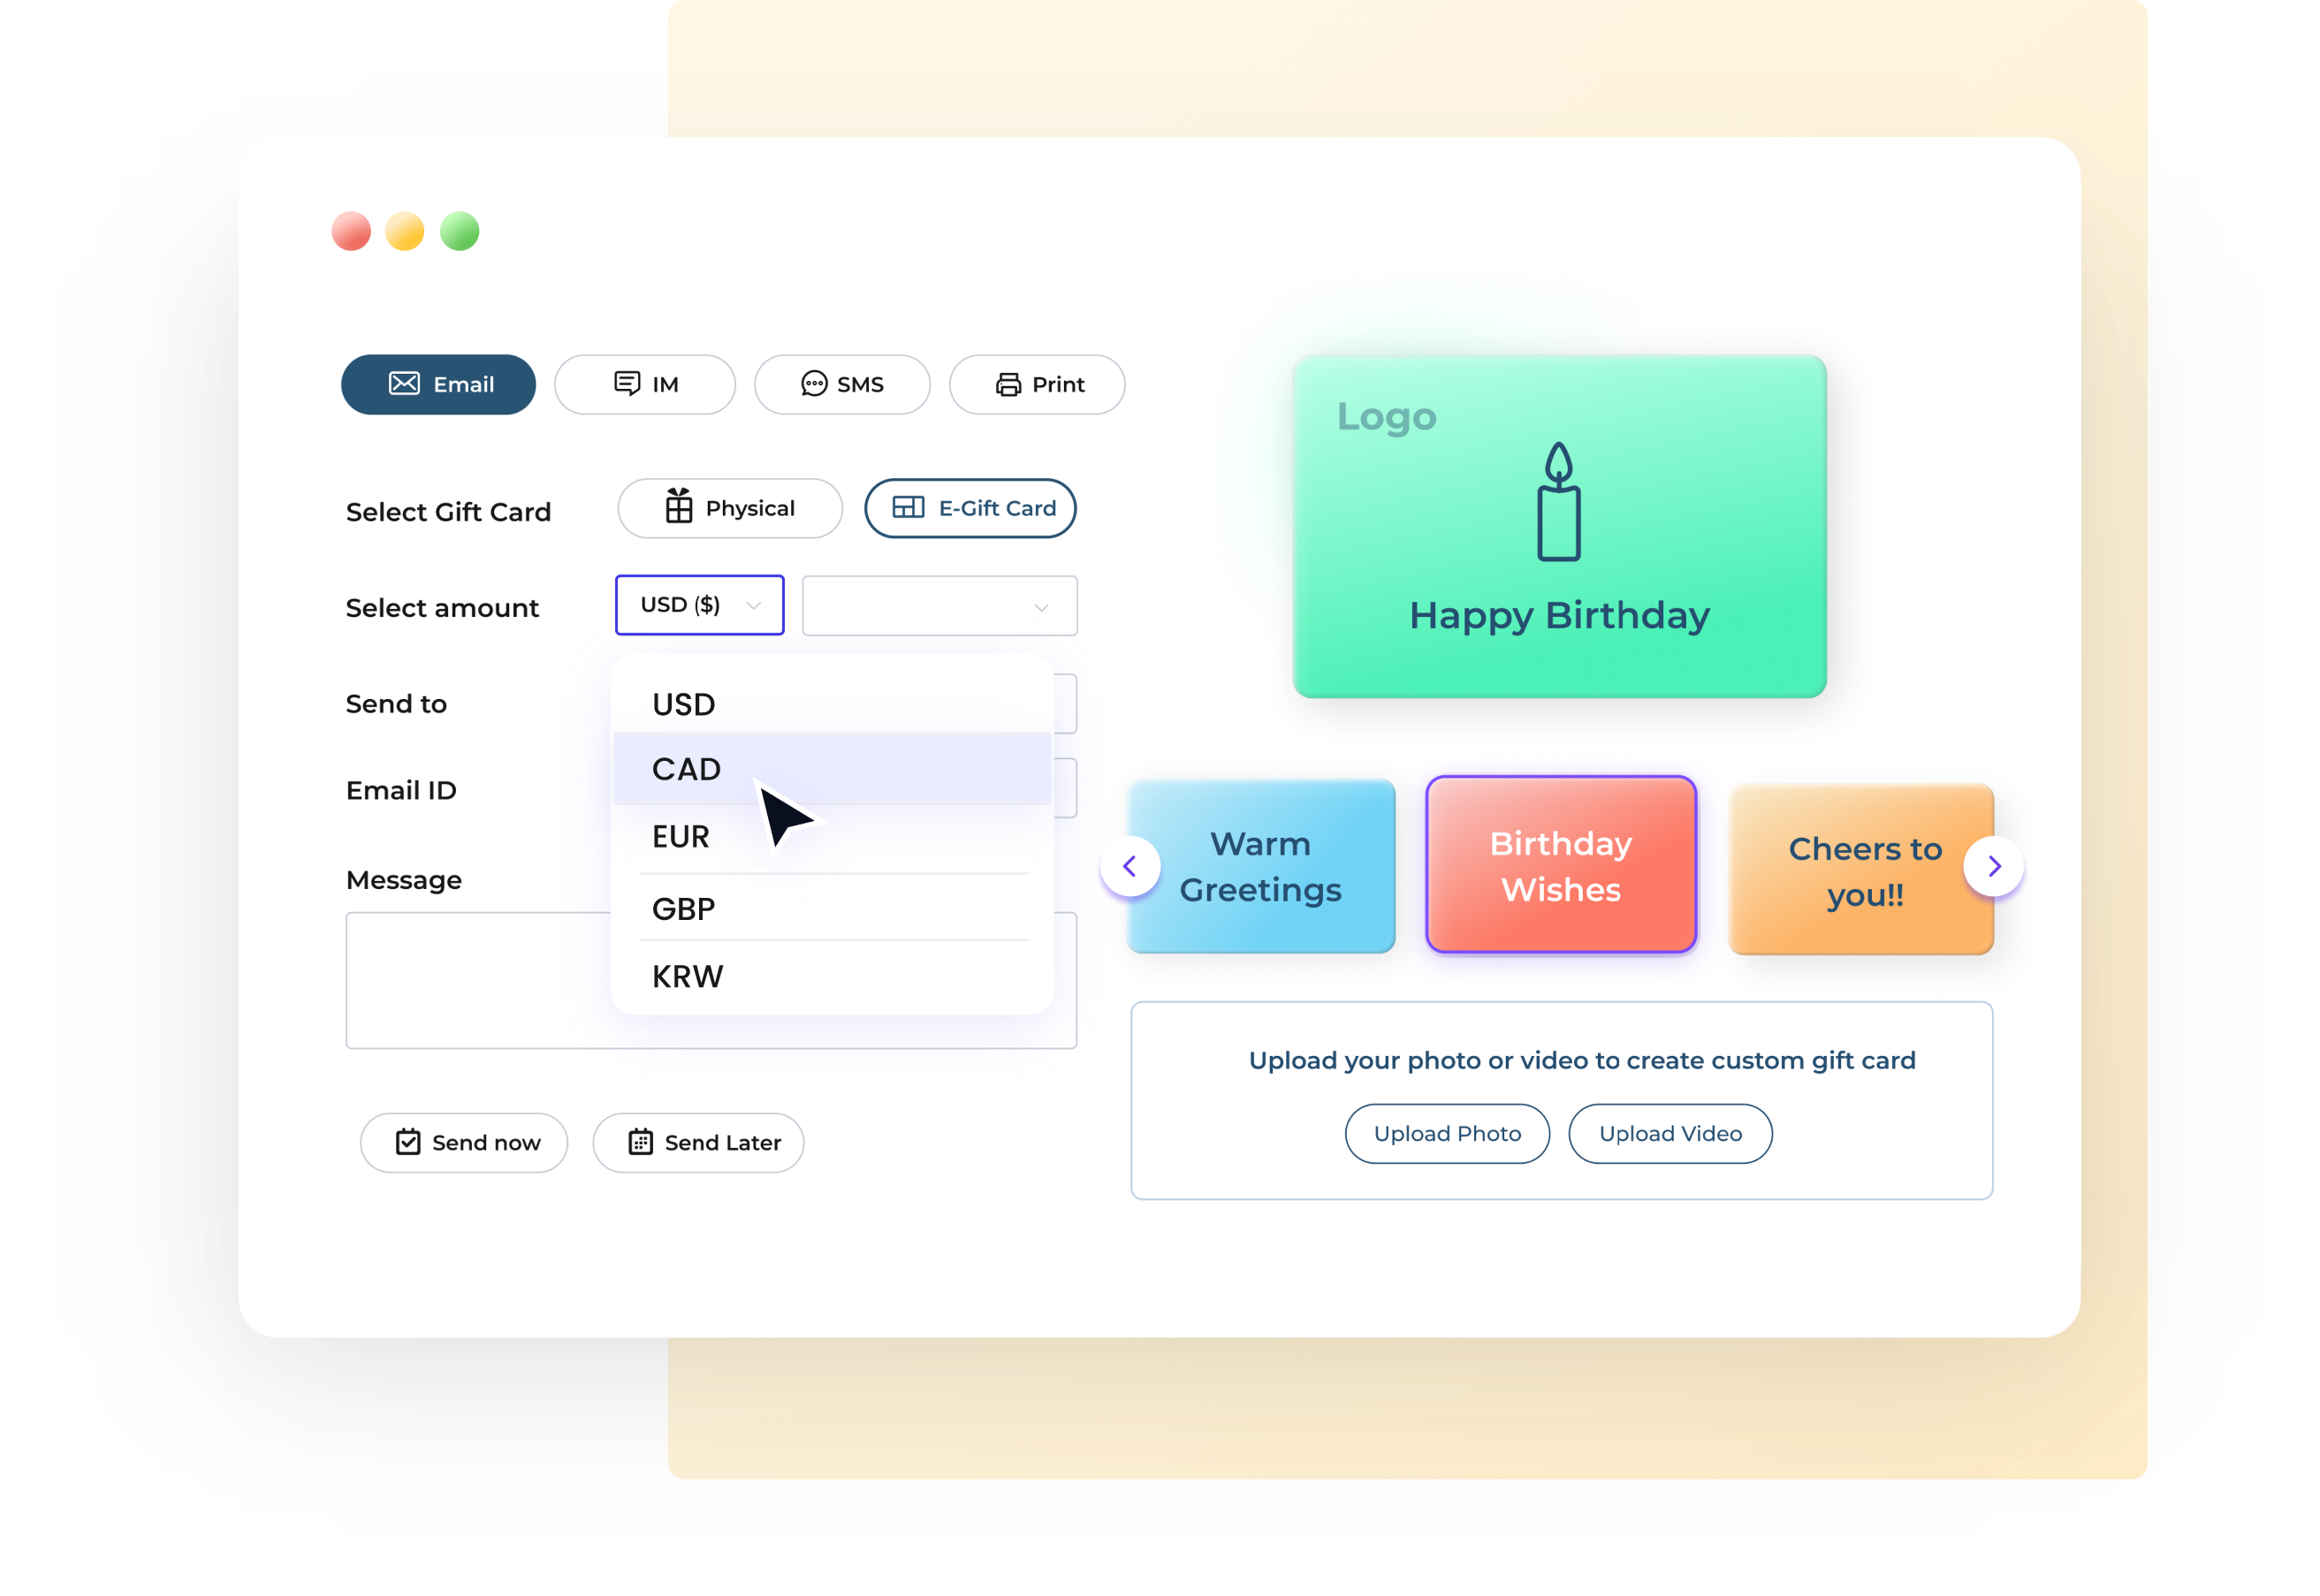 Email
IM
SMS
Print
Select Gift Card
Physical
E-Gift Card
Select amount
USD ($)
Send to
Email ID
Message
USD
CAD
EUR
GBP
KRW
Send now
Send Later
Logo
Happy Birthday
Warm
Greetings
Birthday
Wishes
Cheers to
you!!
Upload your photo or video to create custom gift card
Upload Photo
Upload Video